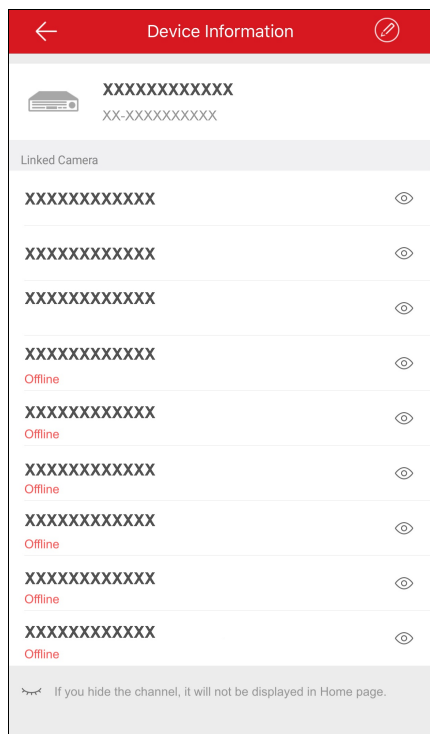 Device Information
XXXXXXXXXXXX
XX-XXXXXXXXXX
Linked Camera
XXXXXXXXXXXX
XXXXXXXXXXXX
XXXXXXXXXXXX
XXXXXXXXXXXX
Offline
XXXXXXXXXXXX
Offline
XXXXXXXXXXXX
Offline
XXXXXXXXXXXX
Offline
XXXXXXXXXXXX
Offline
XXXXXXXXXXXX
Offline
If you hide the channel, it will not be displayed in Home page.